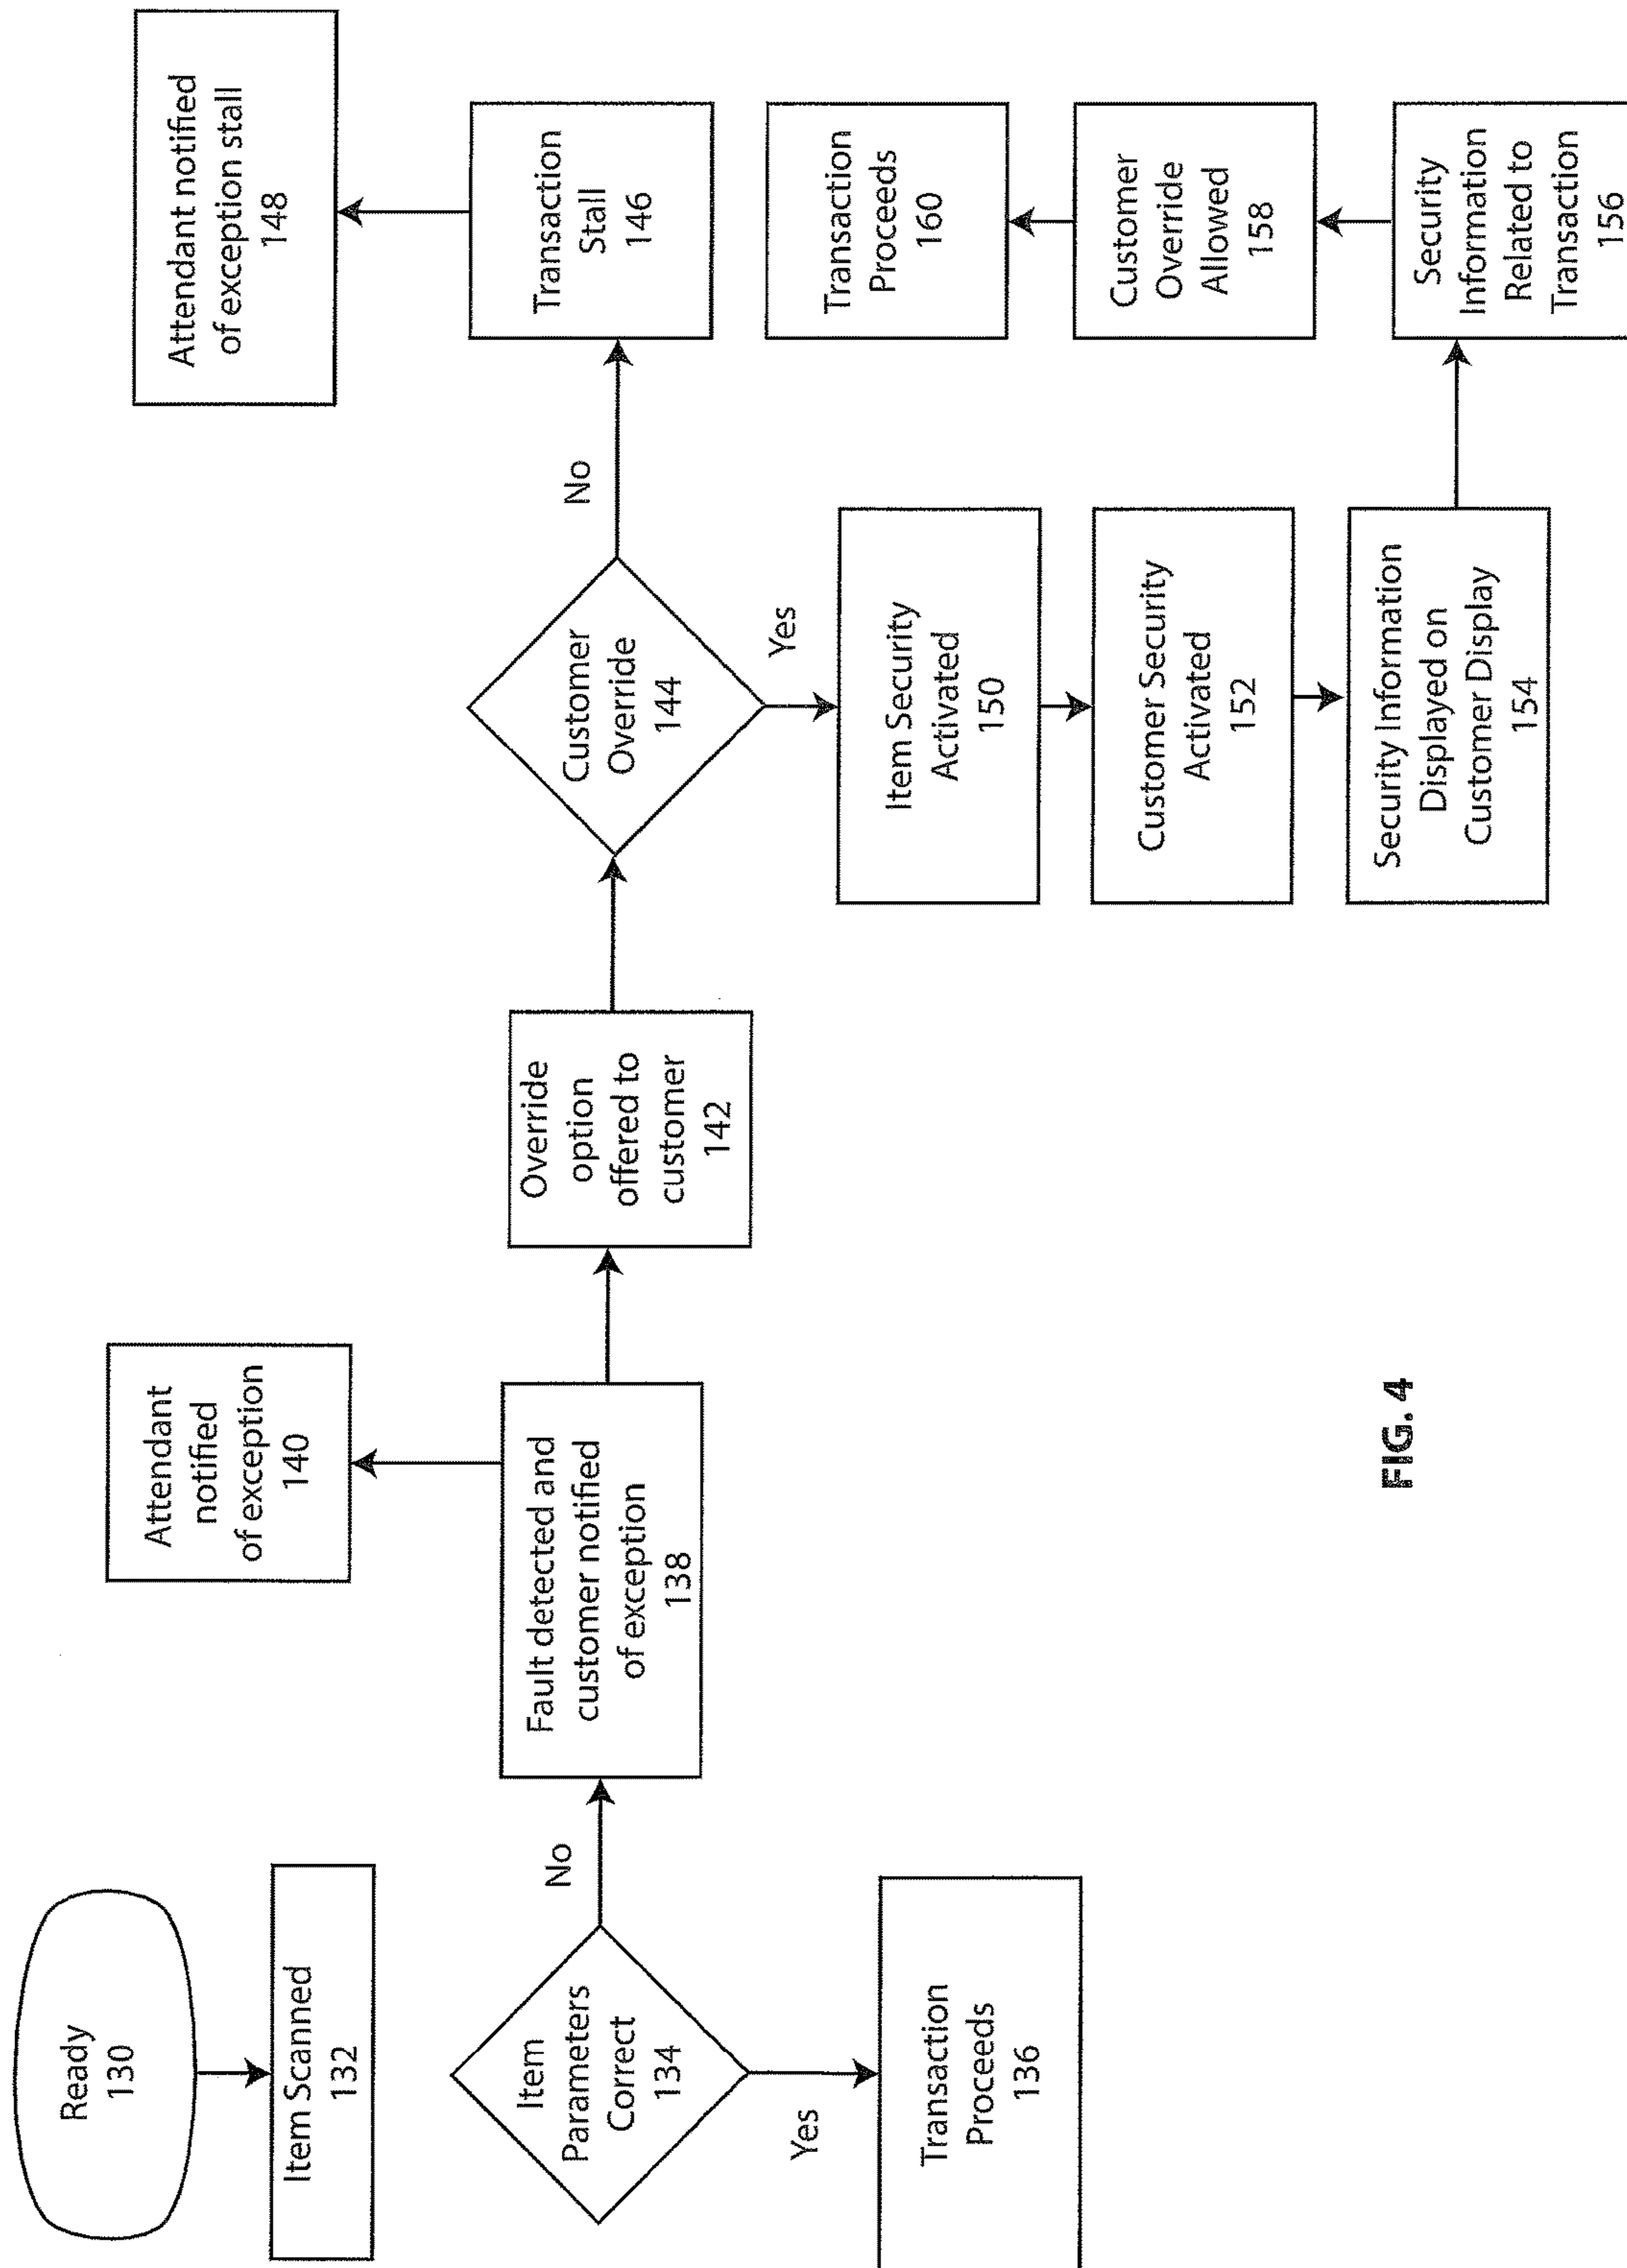 Ready
130
Item Scanned
132
Item
Parameters
Correct
134
Yes
Transaction
Proceeds
136
No
Fault detected and
customer notified
of exception
138
Attendant
notified
of exception
140
Override
option
offered to
customer
142
Customer
Override
144
No
Transaction
Stall
146
Attendant notified
of exception stall
148
Yes
Item Security
Activated
150
Customer Security
Activated
152
Security Information
Displayed on
Customer Display
154
Security
Information
Related to
Transaction
156
Customer
Override
Allowed
158
Transaction
Proceeds
160
FIG. 4